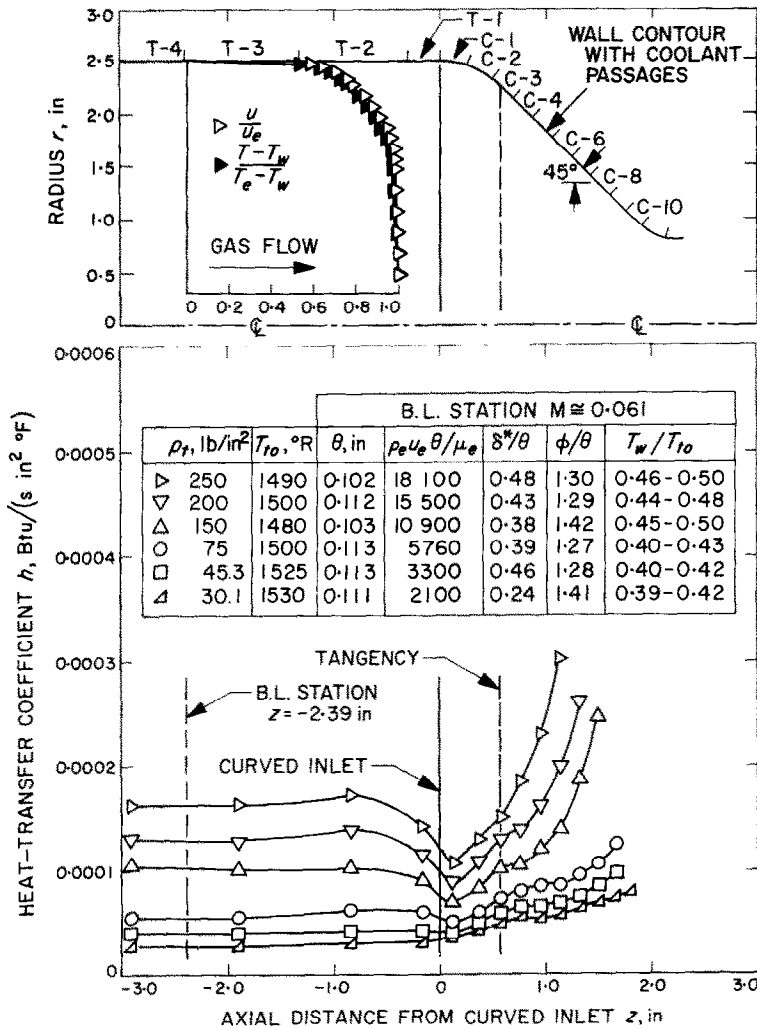 T-1
T-4 T-3 T-2 C-1
C-2
C-3
C-4
C-6
C-8
C-10
WALL CONTOUR
WITH COOLANT
PASSAGES
45°
RADIUS r, in
3·0
2·5
2·0
1·5
1·0
0·5
0
u/u_e
T-T_w/T_e-T_w
GAS FLOW
0 0·2 0·4 0·6 0·8 1·0
℄ ℄
HEAT-TRANSFER COEFFICIENT h, Btu/(s in² °F)
0·0006
0·0005
0·0004
0·0003
0·0002
0·0001
0
B.L. STATION M ≅ 0·061
p_t, lb/in² T_to, °R θ, in ρ_e u_e θ/μ_e δ*/θ φ/θ T_w/T_to
250 1490 0·102 18 100 0·48 1·30 0·46-0·50
200 1500 0·112 15 500 0·43 1·29 0·44-0·48
150 1480 0·103 10 900 0·38 1·42 0·45-0·50
75 1500 0·113 5760 0·39 1·27 0·40-0·43
45·3 1525 0·113 3300 0·46 1·28 0·40-0·42
30·1 1530 0·111 2100 0·24 1·41 0·39-0·42
TANGENCY
B.L. STATION
z=-2·39 in
CURVED INLET
-3·0 -2·0 -1·0 0 1·0 2·0 3·0
AXIAL DISTANCE FROM CURVED INLET z, in